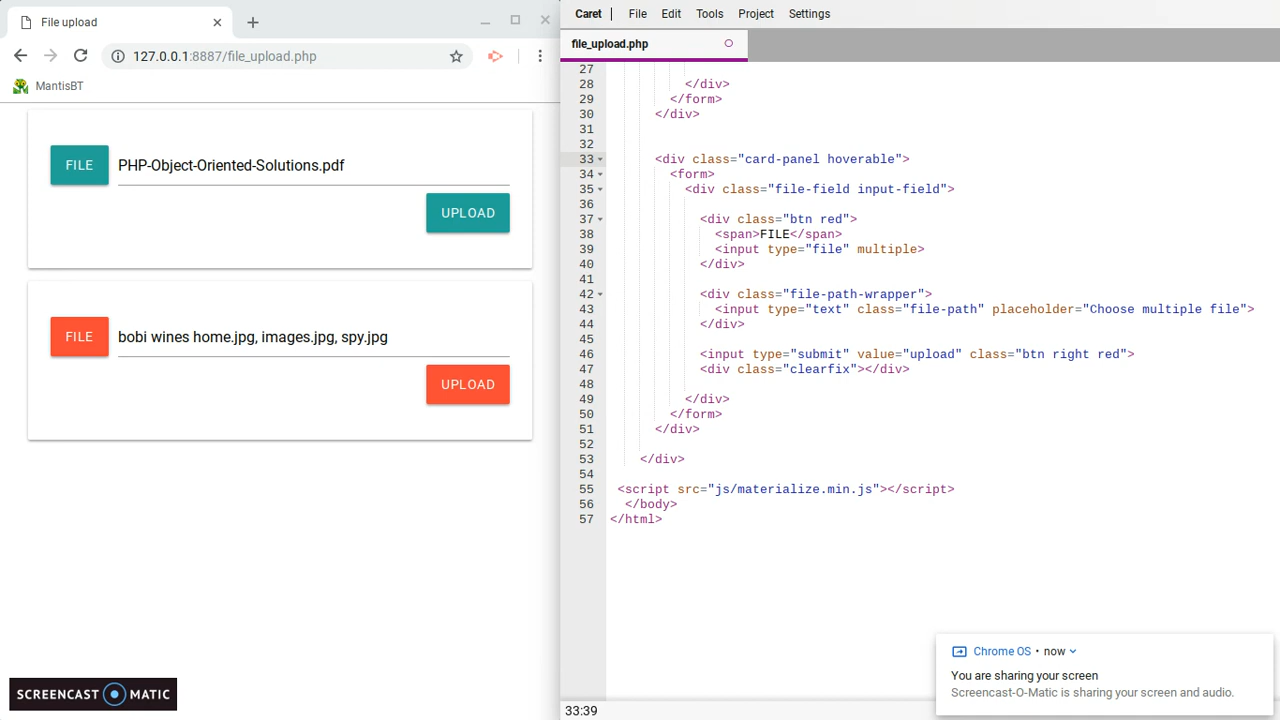 File upload
127.0.0.1:8887/file_upload.php
MantisBT
FILE PHP-Object-Oriented-Solutions.pdf
UPLOAD
FILE bobi wines home.jpg, images.jpg, spy.jpg
UPLOAD
SCREENCAST MATIC
Caret File Edit Tools Project Settings
file_upload.php
27
28 </div>
29 </form>
30 </div>
31
32
33 <div class="card-panel hoverable">
34 <form>
35 <div class="file-field input-field">
36
37 <div class="btn red">
38 <span>FILE</span>
39 <input type="file" multiple>
40 </div>
41
42 <div class="file-path-wrapper">
43 <input type="text" class="file-path" placeholder="Choose multiple file">
44 </div>
45
46 <input type="submit" value="upload" class="btn right red">
47 <div class="clearfix"></div>
48
49 </div>
50 </form>
51 </div>
52
53 </div>
54
55 <script src="js/materialize.min.js"></script>
56 </body>
57 </html>
33:39
Chrome OS • now
You are sharing your screen
Screencast-O-Matic is sharing your screen and audio.